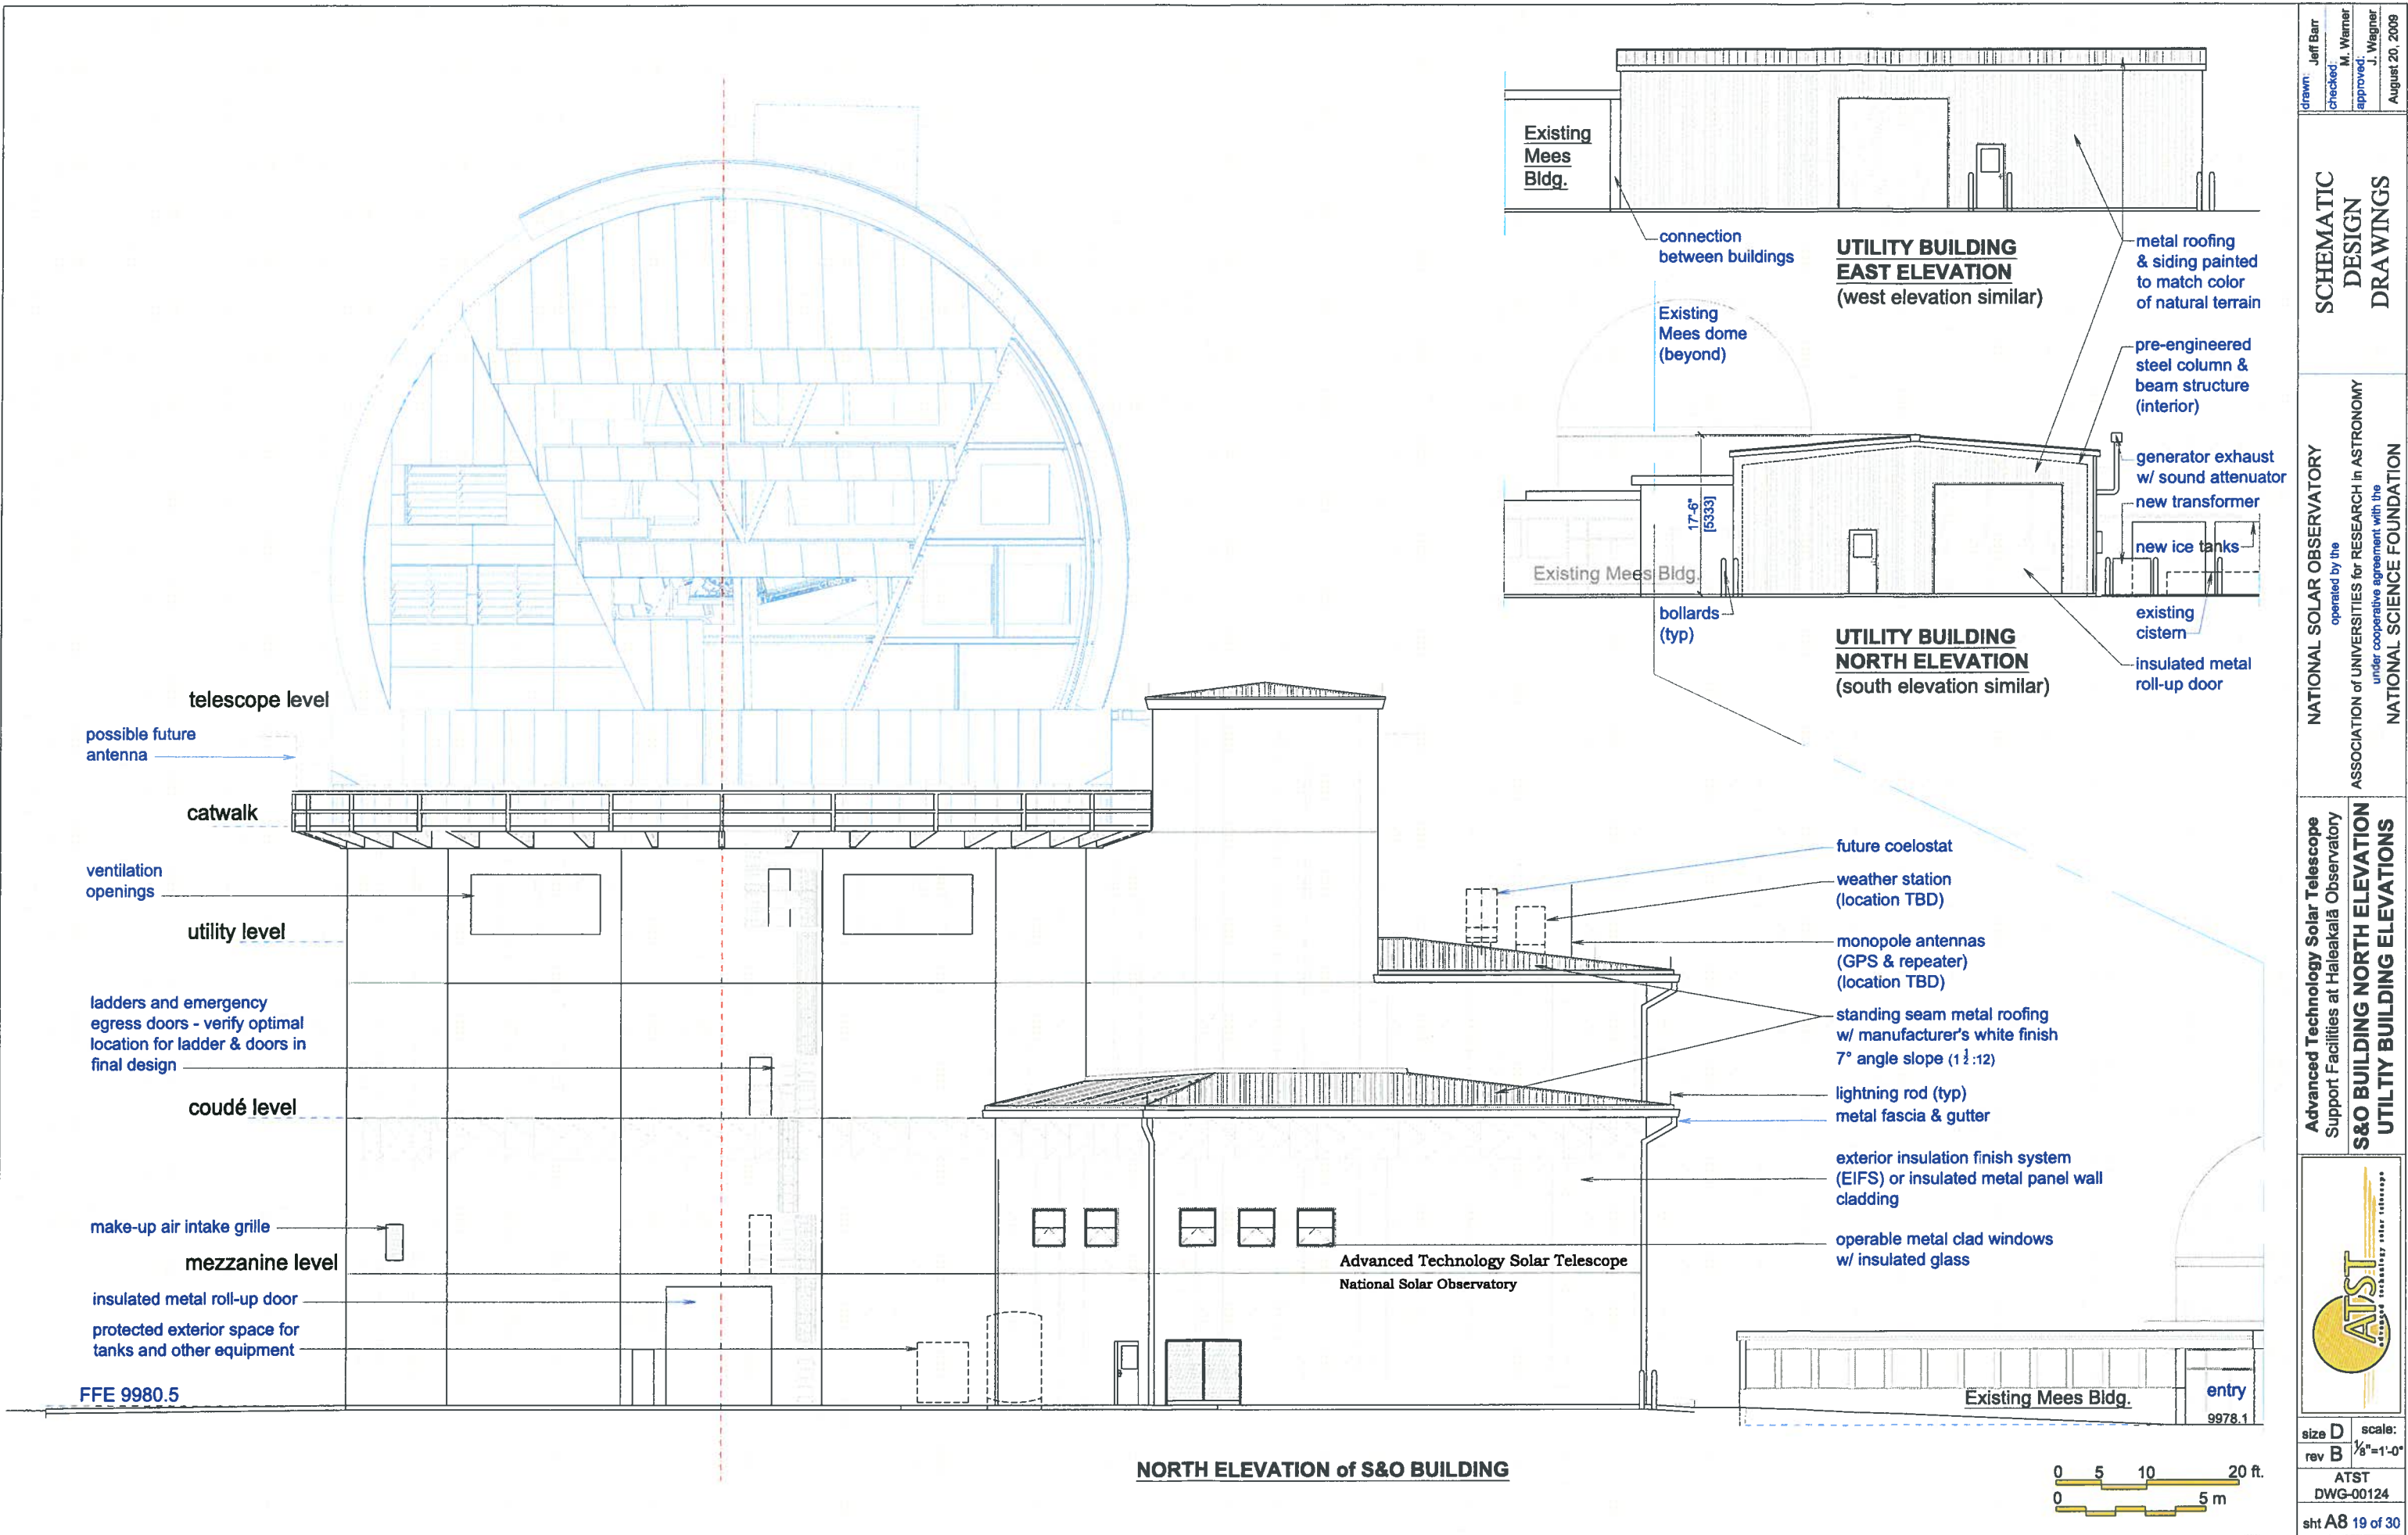 Existing
Mees
Bldg.
connection
between buildings
UTILITY BUILDING
EAST ELEVATION
(west elevation similar)
metal roofing
& siding painted
to match color
of natural terrain
Existing
Mees dome
(beyond)
pre-engineered
steel column &
beam structure
(interior)
generator exhaust
w/ sound attenuator
new transformer
new ice tanks
17'-6"
[5333]
Existing Mees Bldg.
bollards
(typ)
UTILITY BUILDING
NORTH ELEVATION
(south elevation similar)
existing
cistern
insulated metal
roll-up door
telescope level
possible future
antenna
catwalk
ventilation
openings
utility level
ladders and emergency
egress doors - verify optimal
location for ladder & doors in
final design
coudé level
make-up air intake grille
mezzanine level
insulated metal roll-up door
protected exterior space for
tanks and other equipment
FFE 9980.5
future coelostat
weather station
(location TBD)
monopole antennas
(GPS & repeater)
(location TBD)
standing seam metal roofing
w/ manufacturer's white finish
7° angle slope (1 ½ :12)
lightning rod (typ)
metal fascia & gutter
exterior insulation finish system
(EIFS) or insulated metal panel wall
cladding
operable metal clad windows
w/ insulated glass
Advanced Technology Solar Telescope
National Solar Observatory
Existing Mees Bldg.
entry
9978.1
NORTH ELEVATION of S&O BUILDING
0 5 10 20 ft.
0 5 m
drawn: Jeff Barr
checked: M. Warner
approved: J. Wagner
August 20, 2009
SCHEMATIC
DESIGN
DRAWINGS
NATIONAL SOLAR OBSERVATORY
operated by the
ASSOCIATION of UNIVERSITIES for RESEARCH in ASTRONOMY
under cooperative agreement with the
NATIONAL SCIENCE FOUNDATION
Advanced Technology Solar Telescope
Support Facilities at Haleakalā Observatory
S&O BUILDING NORTH ELEVATION
UTILTIY BUILDING ELEVATIONS
ATST
advanced technology solar telescope
size D
scale:
rev B
⅛"=1'-0"
ATST
DWG-00124
sht A8 19 of 30